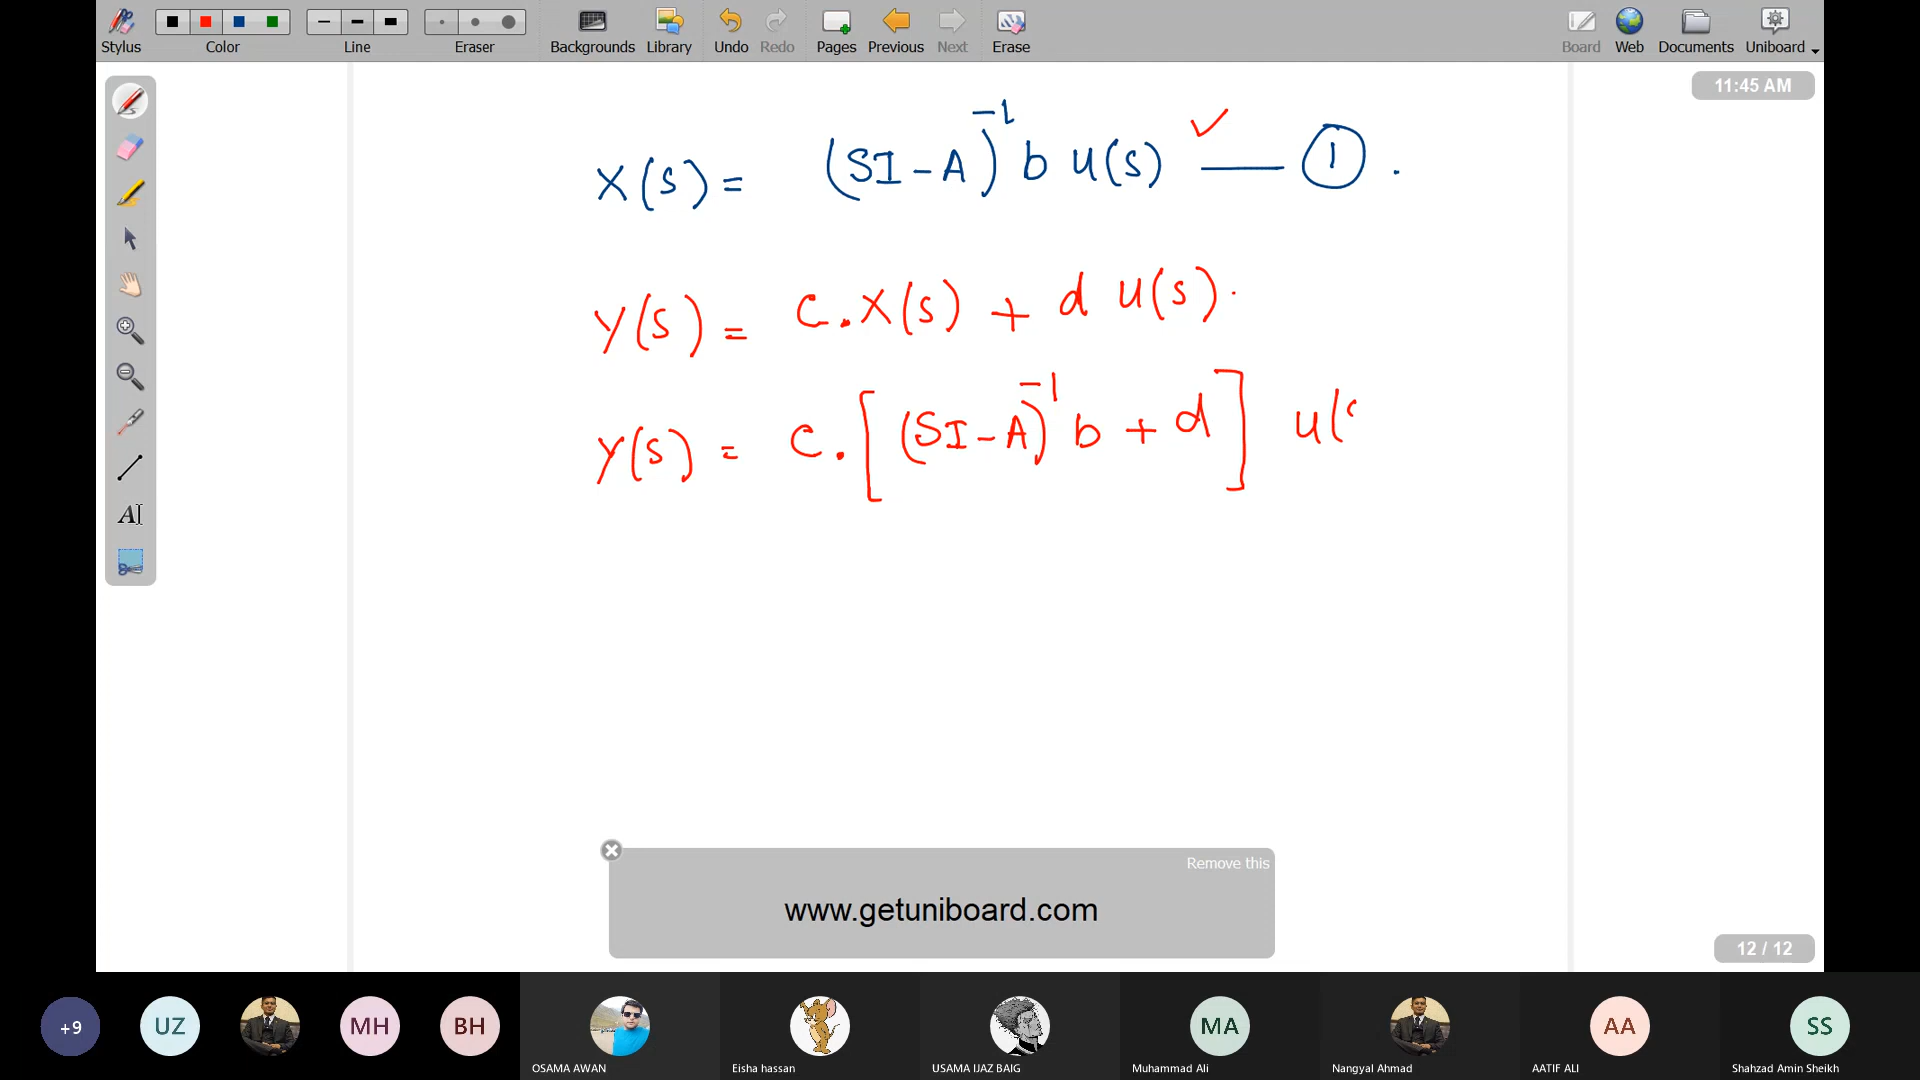 Stylus Color Line Eraser Backgrounds Library Undo Redo Pages Previous Next Erase Board Web Documents Uniboard
11:45 AM
X(s) = (SI-A)^-1 b u(s) ✓ —— ① .
Y(s) = C.X(s) + d u(s).
Y(s) = C.[(SI-A)^-1 b + d] u(
A
Remove this
www.getuniboard.com
12 / 12
+9 UZ MH BH MA AA SS
OSAMA AWAN Eisha hassan USAMA IJAZ BAIG Muhammad Ali Nangyal Ahmad AATIF ALI Shahzad Amin Sheikh